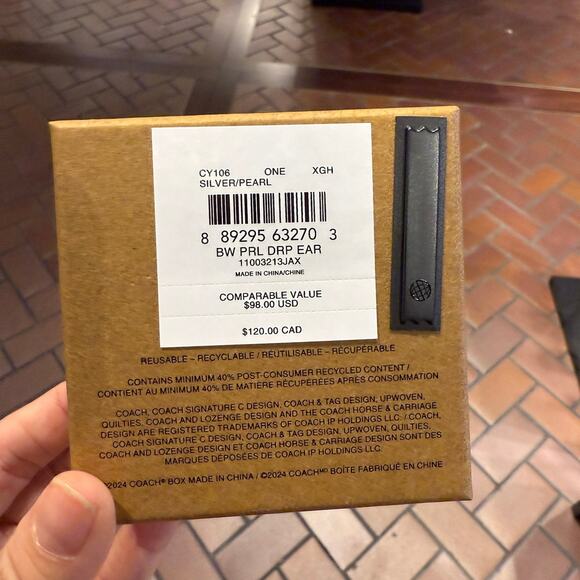 CY106 ONE XGH
SILVER/PEARL
8 89295 63270 3
BW PRL DRP EAR
11003213JAX
MADE IN CHINA/CHINE
COMPARABLE VALUE
$98.00 USD
$120.00 CAD
REUSABLE – RECYCLABLE / RÉUTILISABLE – RÉCUPÉRABLE
CONTAINS MINIMUM 40% POST-CONSUMER RECYCLED CONTENT /
CONTIENT AU MINIMUM 40% DE MATIÈRE RÉCUPÉRÉES APRÈS CONSOMMATION
COACH, COACH SIGNATURE C DESIGN, COACH & TAG DESIGN, UPWOVEN,
QUILTIES, COACH AND LOZENGE DESIGN AND THE COACH HORSE & CARRIAGE
DESIGN ARE REGISTERED TRADEMARKS OF COACH IP HOLDINGS LLC. / COACH,
COACH SIGNATURE C DESIGN, COACH & TAG DESIGN, UPWOVEN, QUILTIES,
COACH AND LOZENGE DESIGN ET COACH HORSE & CARRIAGE DESIGN SONT DES
MARQUES DÉPOSÉES DE COACH IP HOLDINGS LLC.
©2024 COACH® BOX MADE IN CHINA / ©2024 COACHᴹᴰ BOÎTE FABRIQUÉ EN CHINE